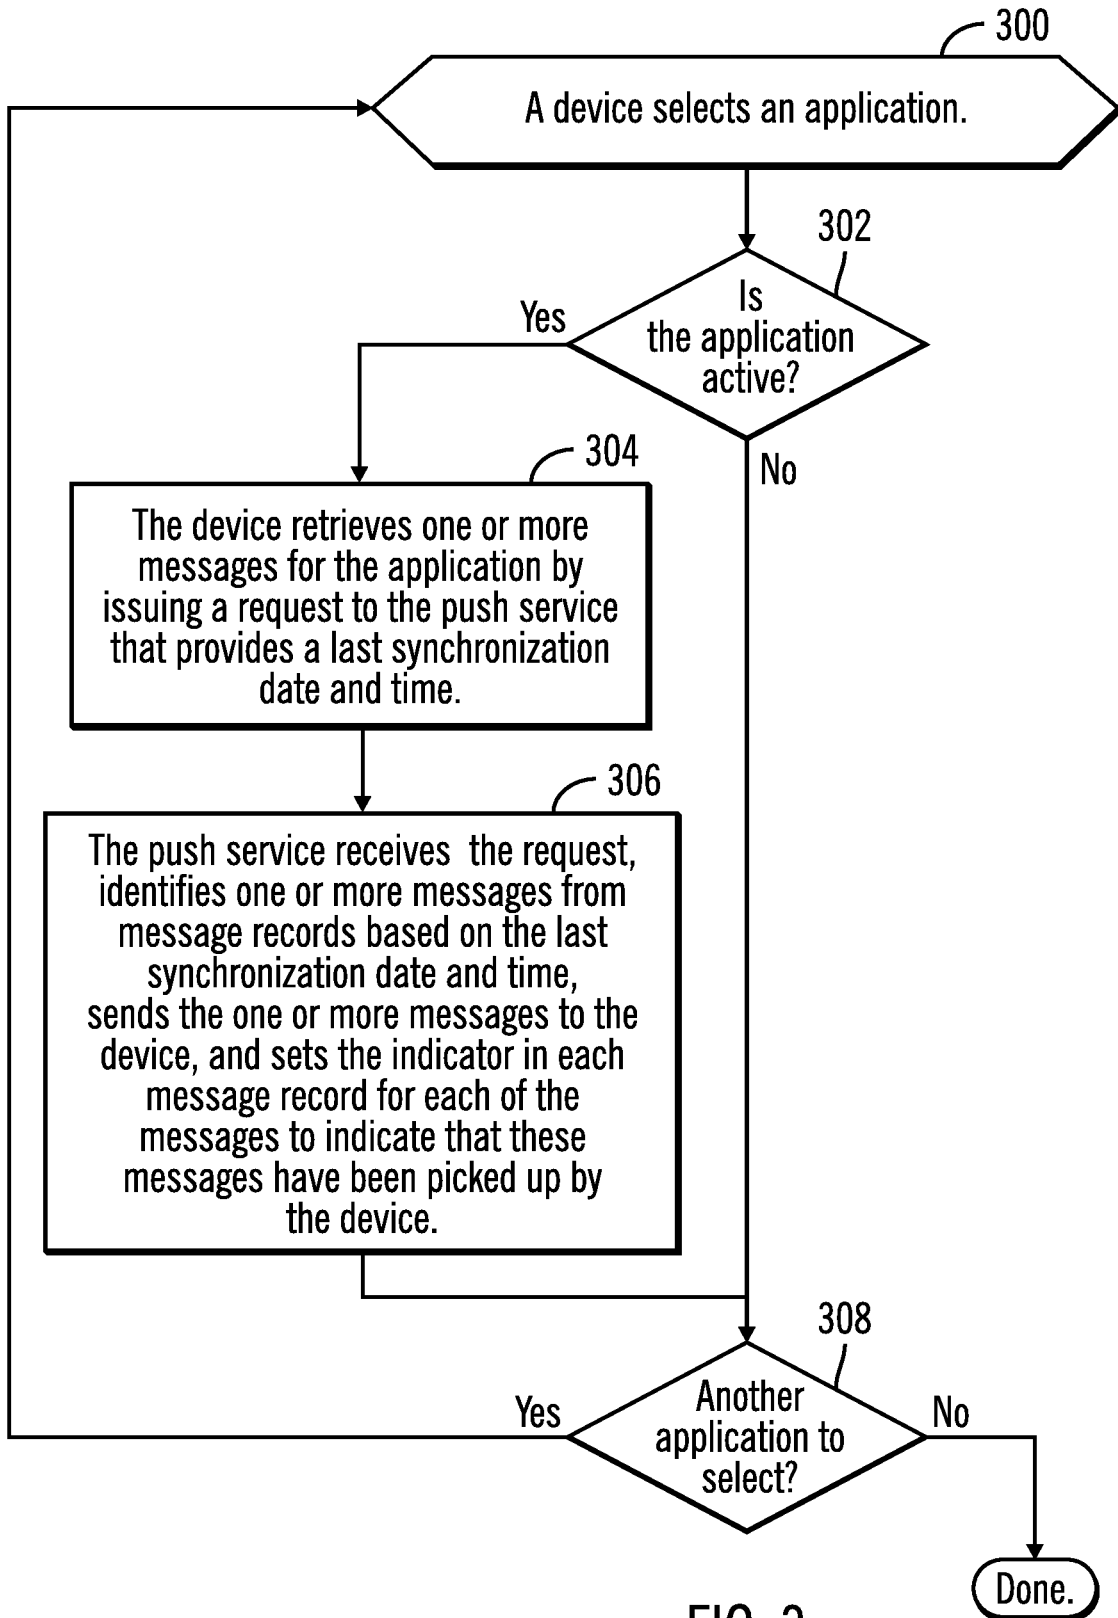 300
A device selects an application.
302
Is
the application
active?
Yes
No
304
The device retrieves one or more
messages for the application by
issuing a request to the push service
that provides a last synchronization
date and time.
306
The push service receives the request,
identifies one or more messages from
message records based on the last
synchronization date and time,
sends the one or more messages to the
device, and sets the indicator in each
message record for each of the
messages to indicate that these
messages have been picked up by
the device.
308
Another
application to
select?
Yes
No
Done.